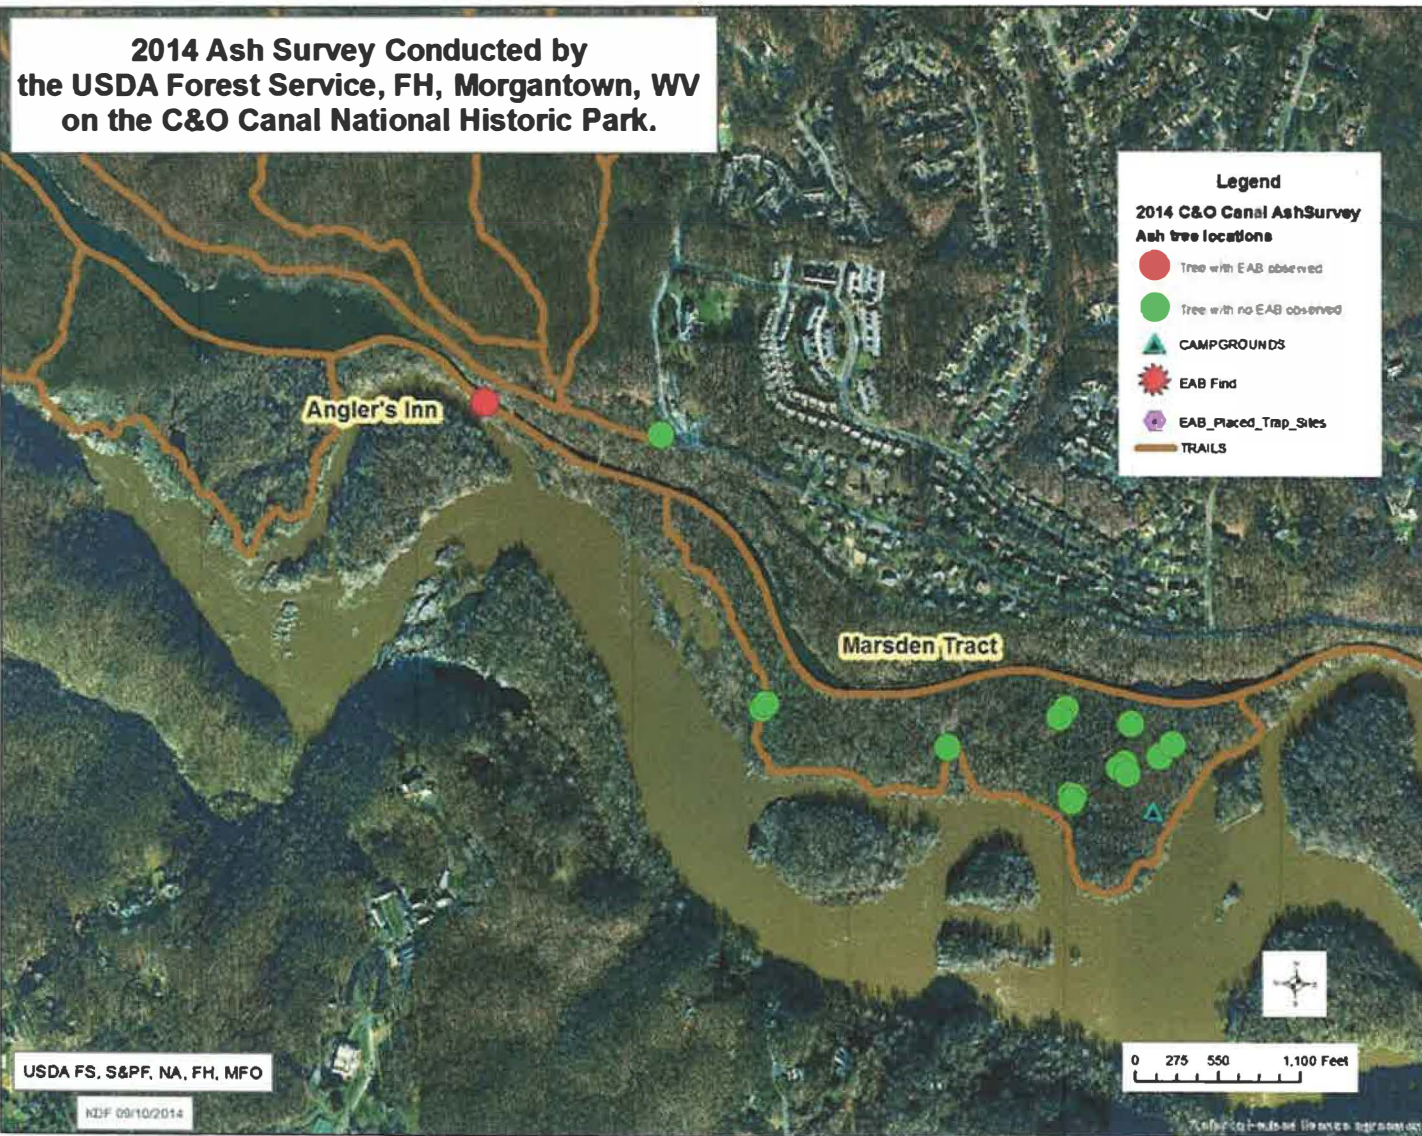 2014 Ash Survey Conducted by
the USDA Forest Service, FH, Morgantown, WV
on the C&O Canal National Historic Park.
Legend
2014 C&O Canal AshSurvey
Ash tree locations
Tree with EAB observed
Tree with no EAB observed
CAMPGROUNDS
EAB Find
EAB_Placed_Trap_Sites
TRAILS
Angler's Inn
Marsden Tract
0 275 550 1,100 Feet
USDA FS, S&PF, NA, FH, MFO
KDF 09/10/2014